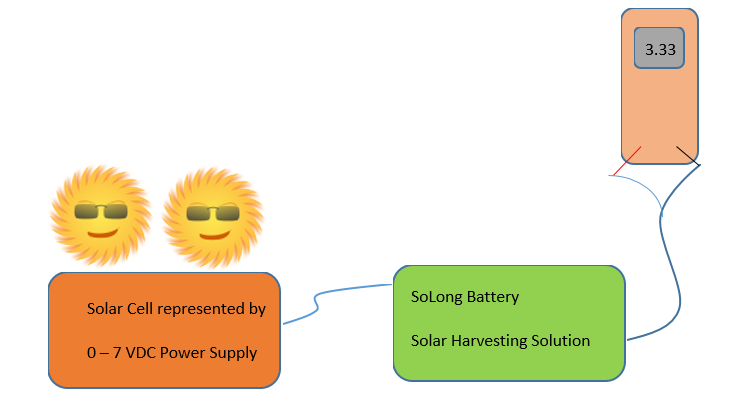 3.33
Solar Cell represented by
0 – 7 VDC Power Supply
SoLong Battery
Solar Harvesting Solution